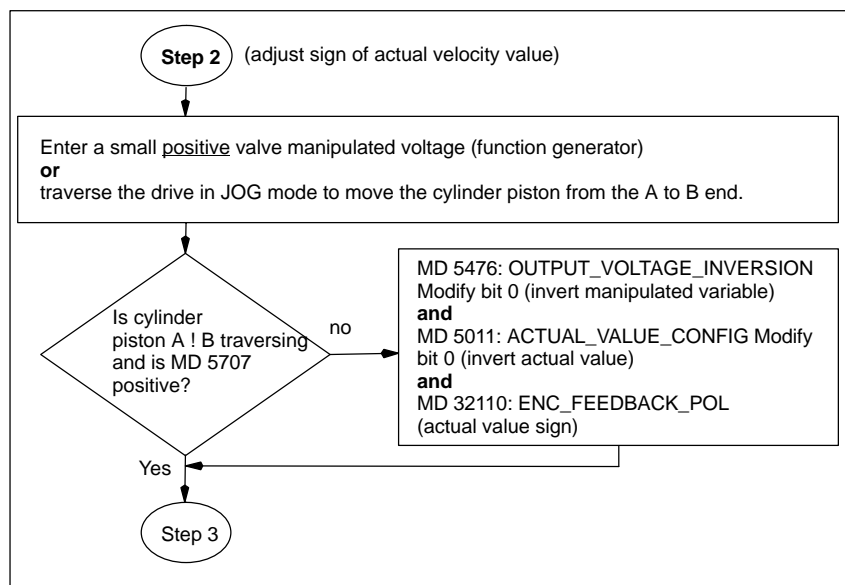 Step 2 (adjust sign of actual velocity value)
Enter a small positive valve manipulated voltage (function generator)
or
traverse the drive in JOG mode to move the cylinder piston from the A to B end.
Is cylinder
piston A ! B traversing
and is MD 5707
positive?
no
MD 5476: OUTPUT_VOLTAGE_INVERSION
Modify bit 0 (invert manipulated variable)
and
MD 5011: ACTUAL_VALUE_CONFIG Modify
bit 0 (invert actual value)
and
MD 32110: ENC_FEEDBACK_POL
(actual value sign)
Yes
Step 3